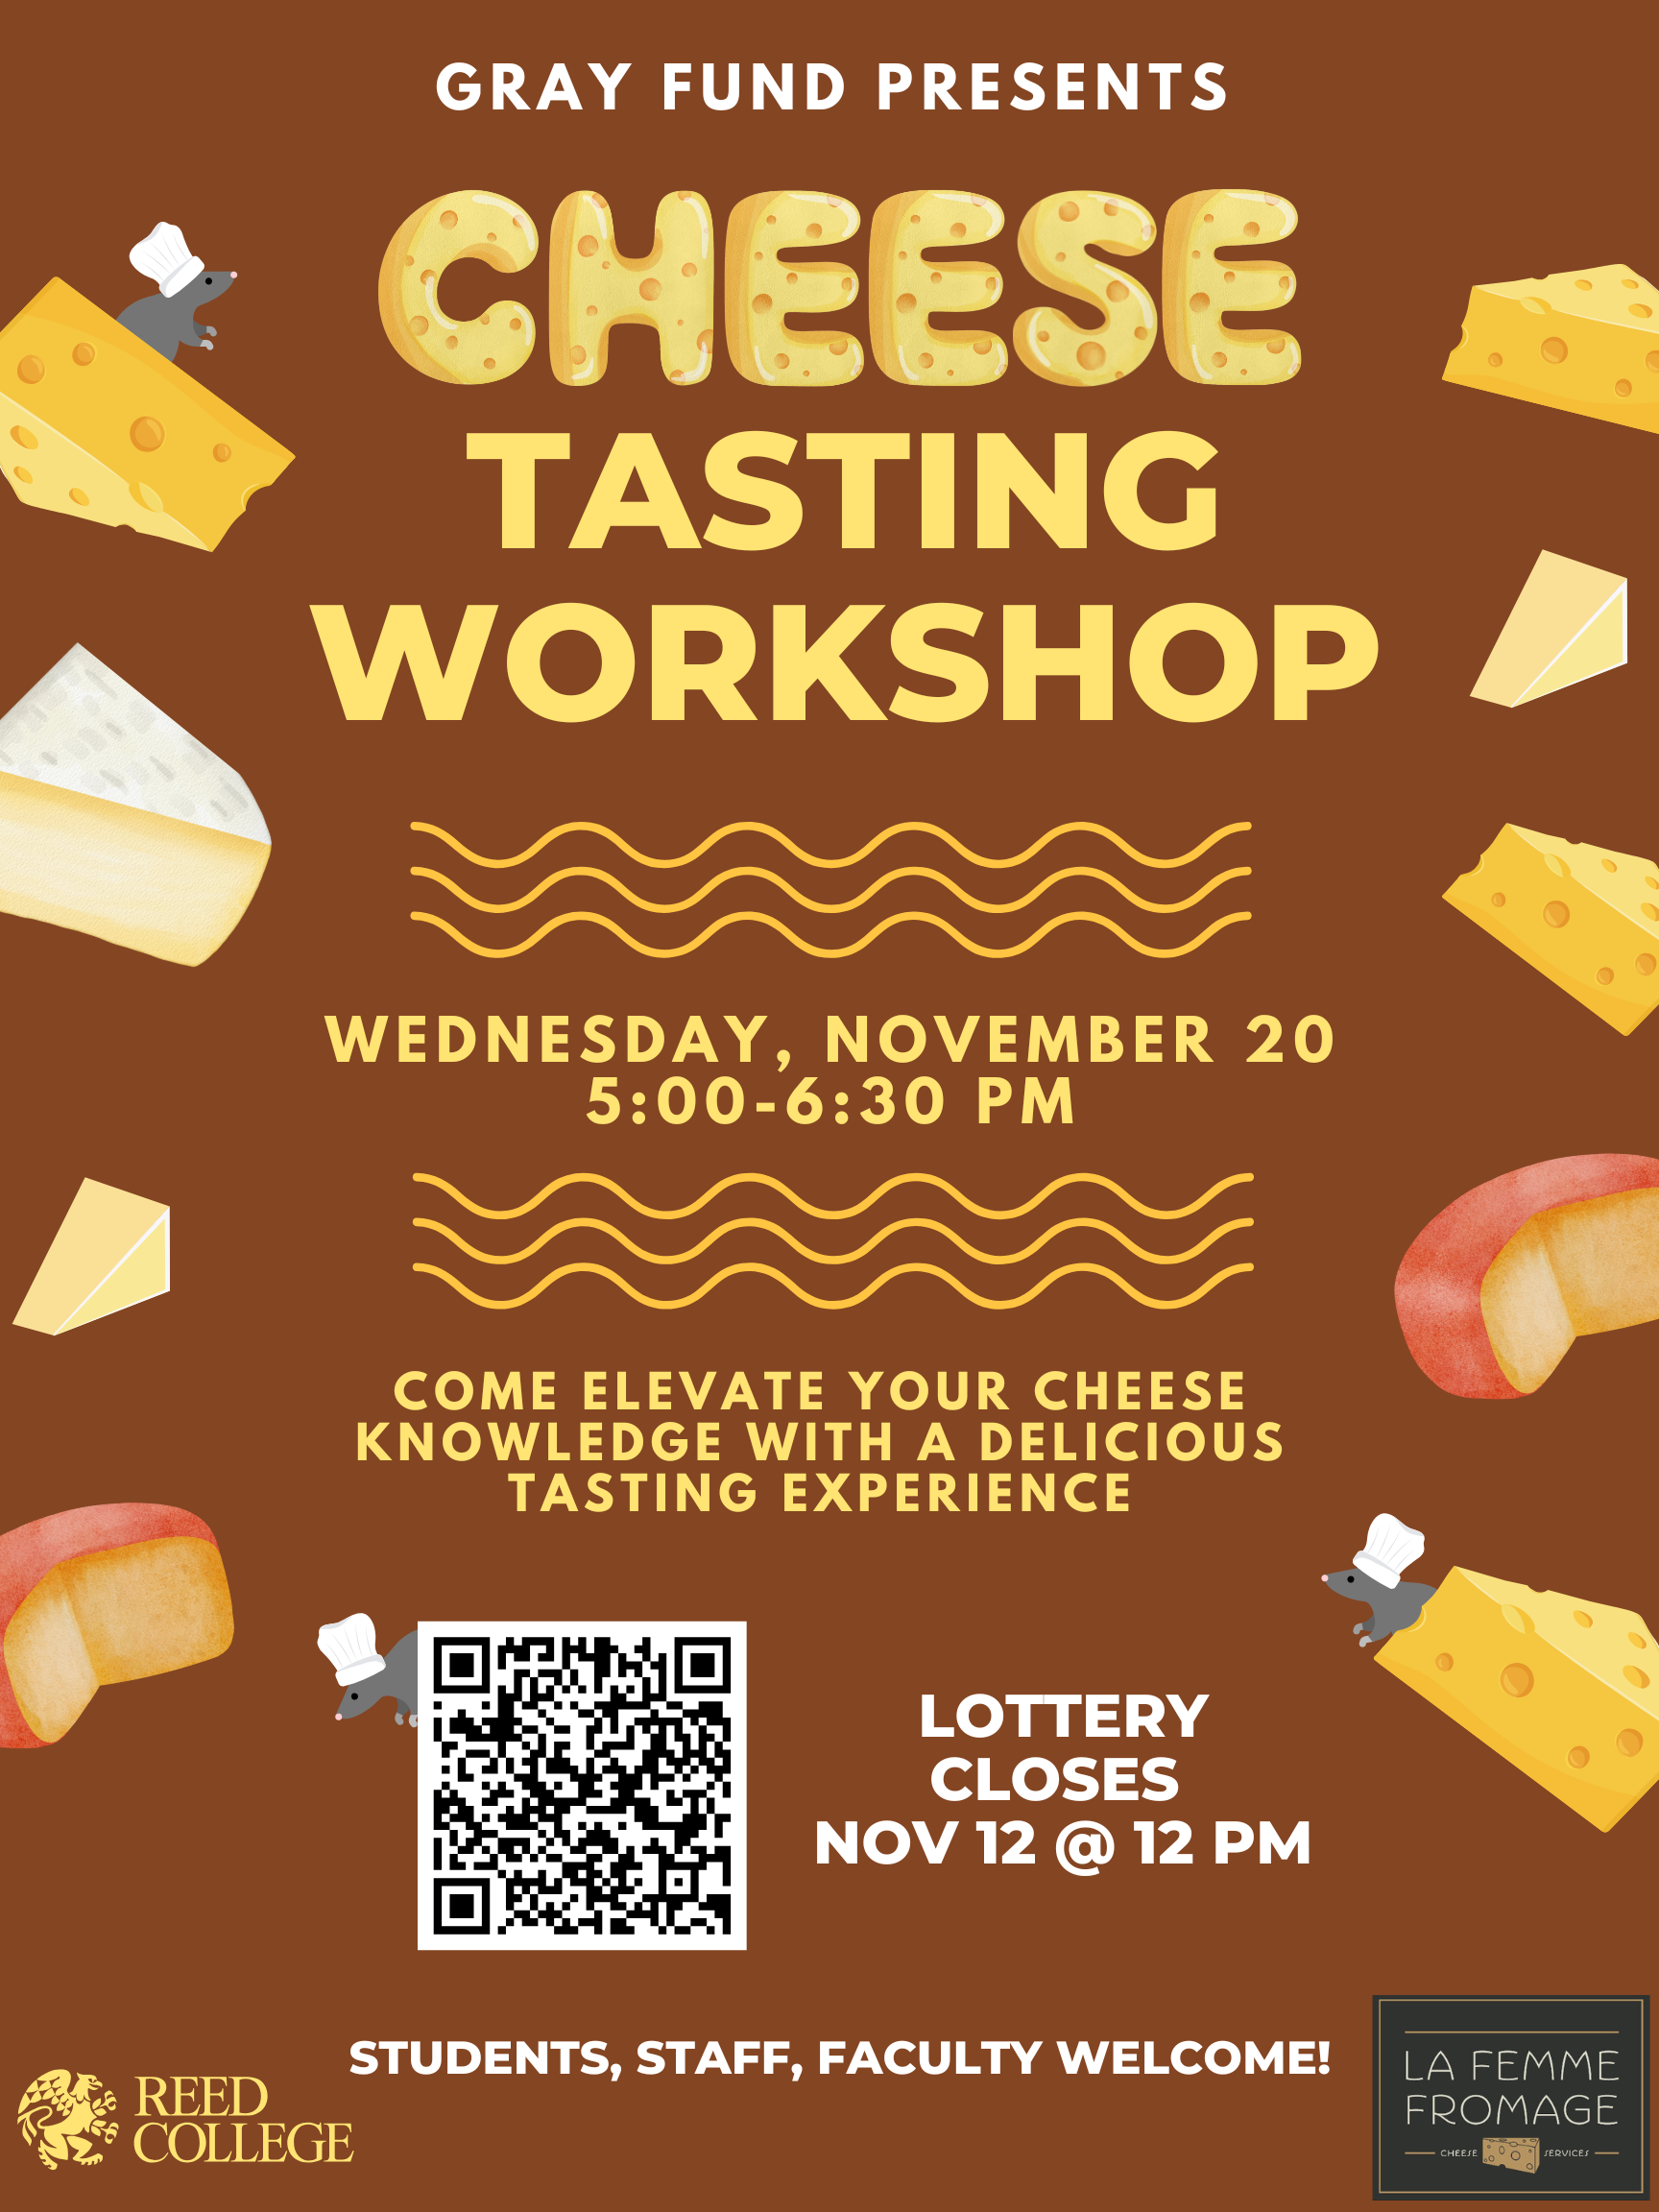 GRAY FUND PRESENTS
CHEESE
TASTING
WORKSHOP
WEDNESDAY, NOVEMBER 20
5:00-6:30 PM
COME ELEVATE YOUR CHEESE
KNOWLEDGE WITH A DELICIOUS
TASTING EXPERIENCE
LOTTERY
CLOSES
NOV 12 @ 12 PM
STUDENTS, STAFF, FACULTY WELCOME!
REED
COLLEGE
LA FEMME
FROMAGE
CHEESE SERVICES